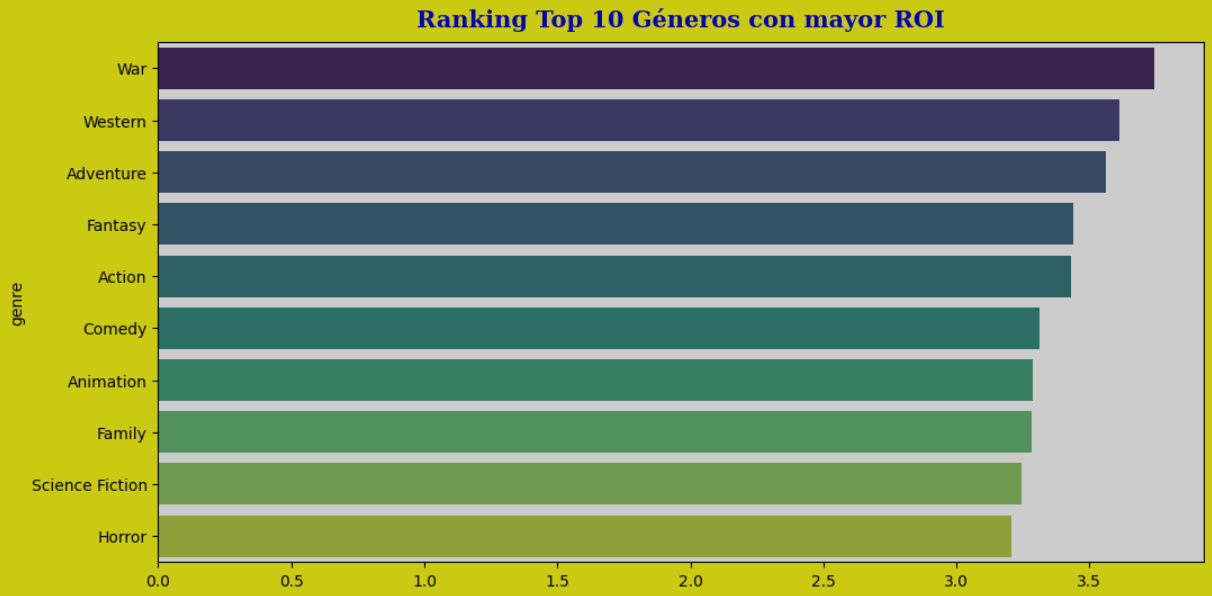 Ranking Top 10 Géneros con mayor ROI
genre
War
Western
Adventure
Fantasy
Action
Comedy
Animation
Family
Science Fiction
Horror
0.0 0.5 1.0 1.5 2.0 2.5 3.0 3.5